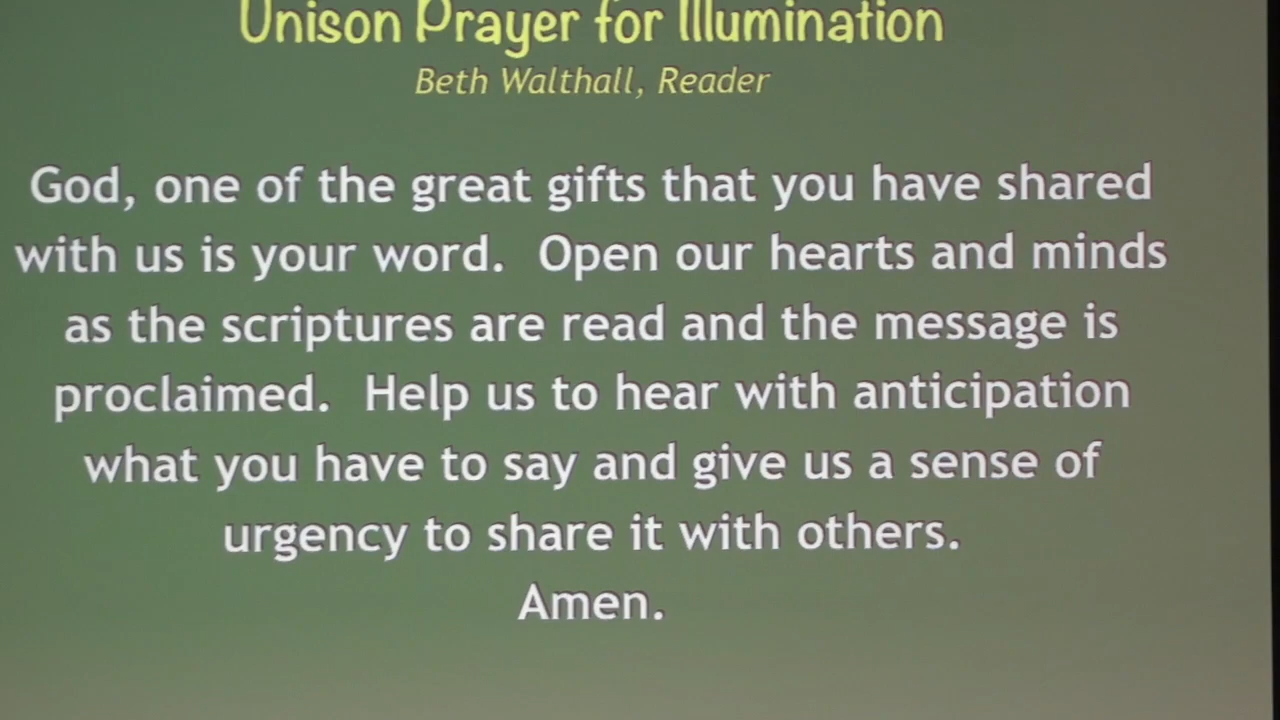 Unison Prayer for Illumination
Beth Walthall, Reader
God, one of the great gifts that you have shared
with us is your word. Open our hearts and minds
as the scriptures are read and the message is
proclaimed. Help us to hear with anticipation
what you have to say and give us a sense of
urgency to share it with others.
Amen.